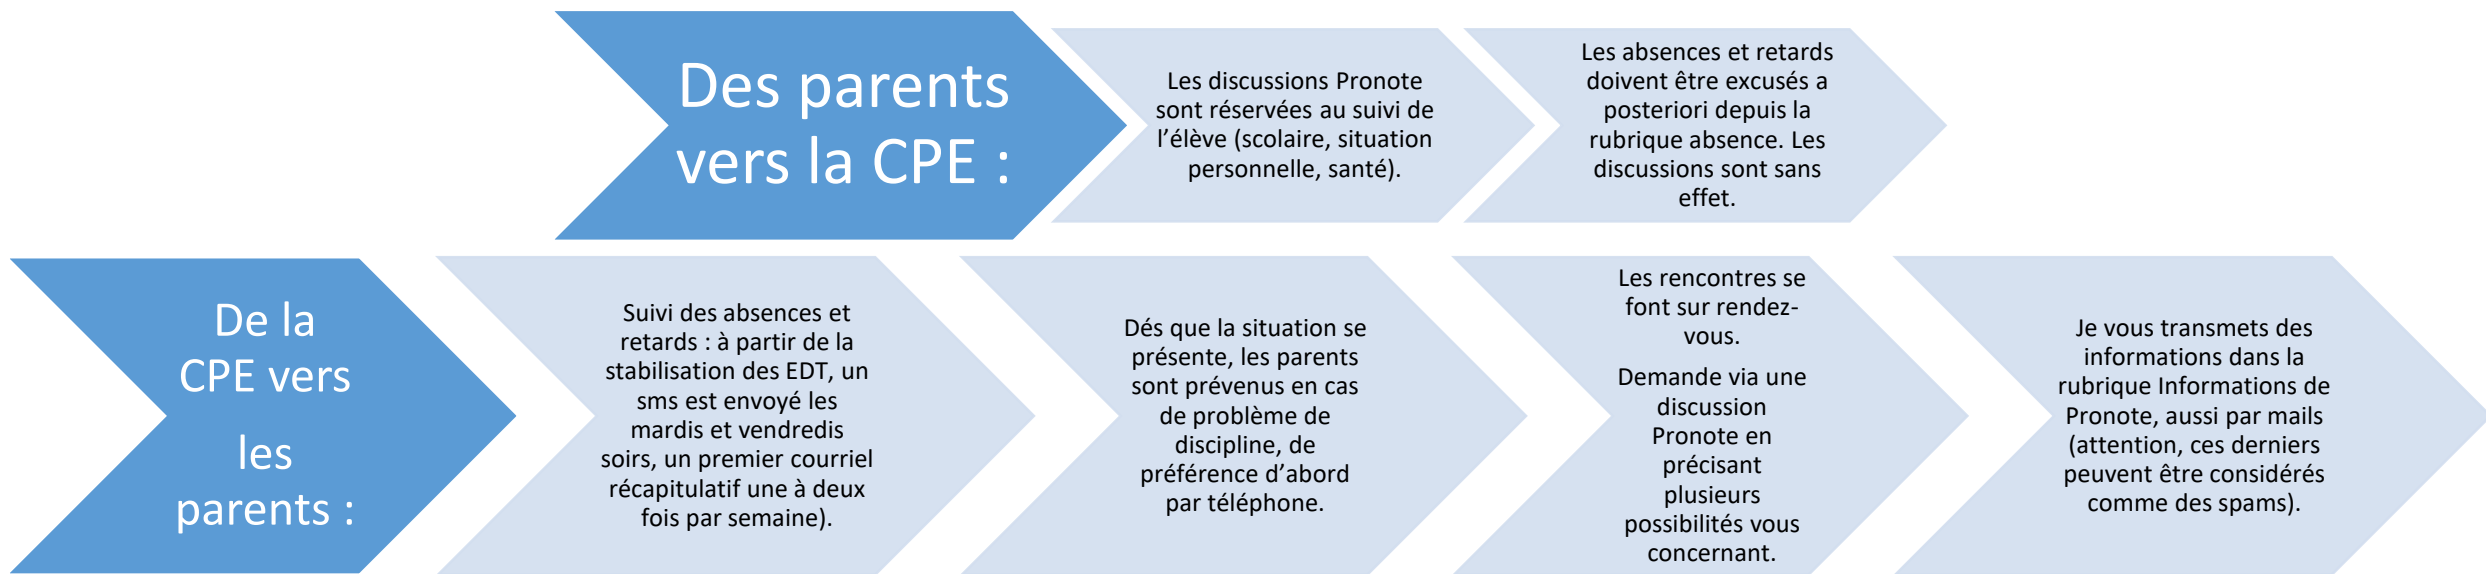 Des parents
vers la CPE :
Les discussions Pronote
sont réservées au suivi de
l’élève (scolaire, situation
personnelle, santé).
Les absences et retards
doivent être excusés a
posteriori depuis la
rubrique absence. Les
discussions sont sans
effet.
De la
CPE vers
les
parents :
Suivi des absences et
retards : à partir de la
stabilisation des EDT, un
sms est envoyé les
mardis et vendredis
soirs, un premier courriel
récapitulatif une à deux
fois par semaine).
Dés que la situation se
présente, les parents
sont prévenus en cas
de problème de
discipline, de
préférence d’abord
par téléphone.
Les rencontres se
font sur rendez-
vous.
Demande via une
discussion
Pronote en
précisant
plusieurs
possibilités vous
concernant.
Je vous transmets des
informations dans la
rubrique Informations de
Pronote, aussi par mails
(attention, ces derniers
peuvent être considérés
comme des spams).